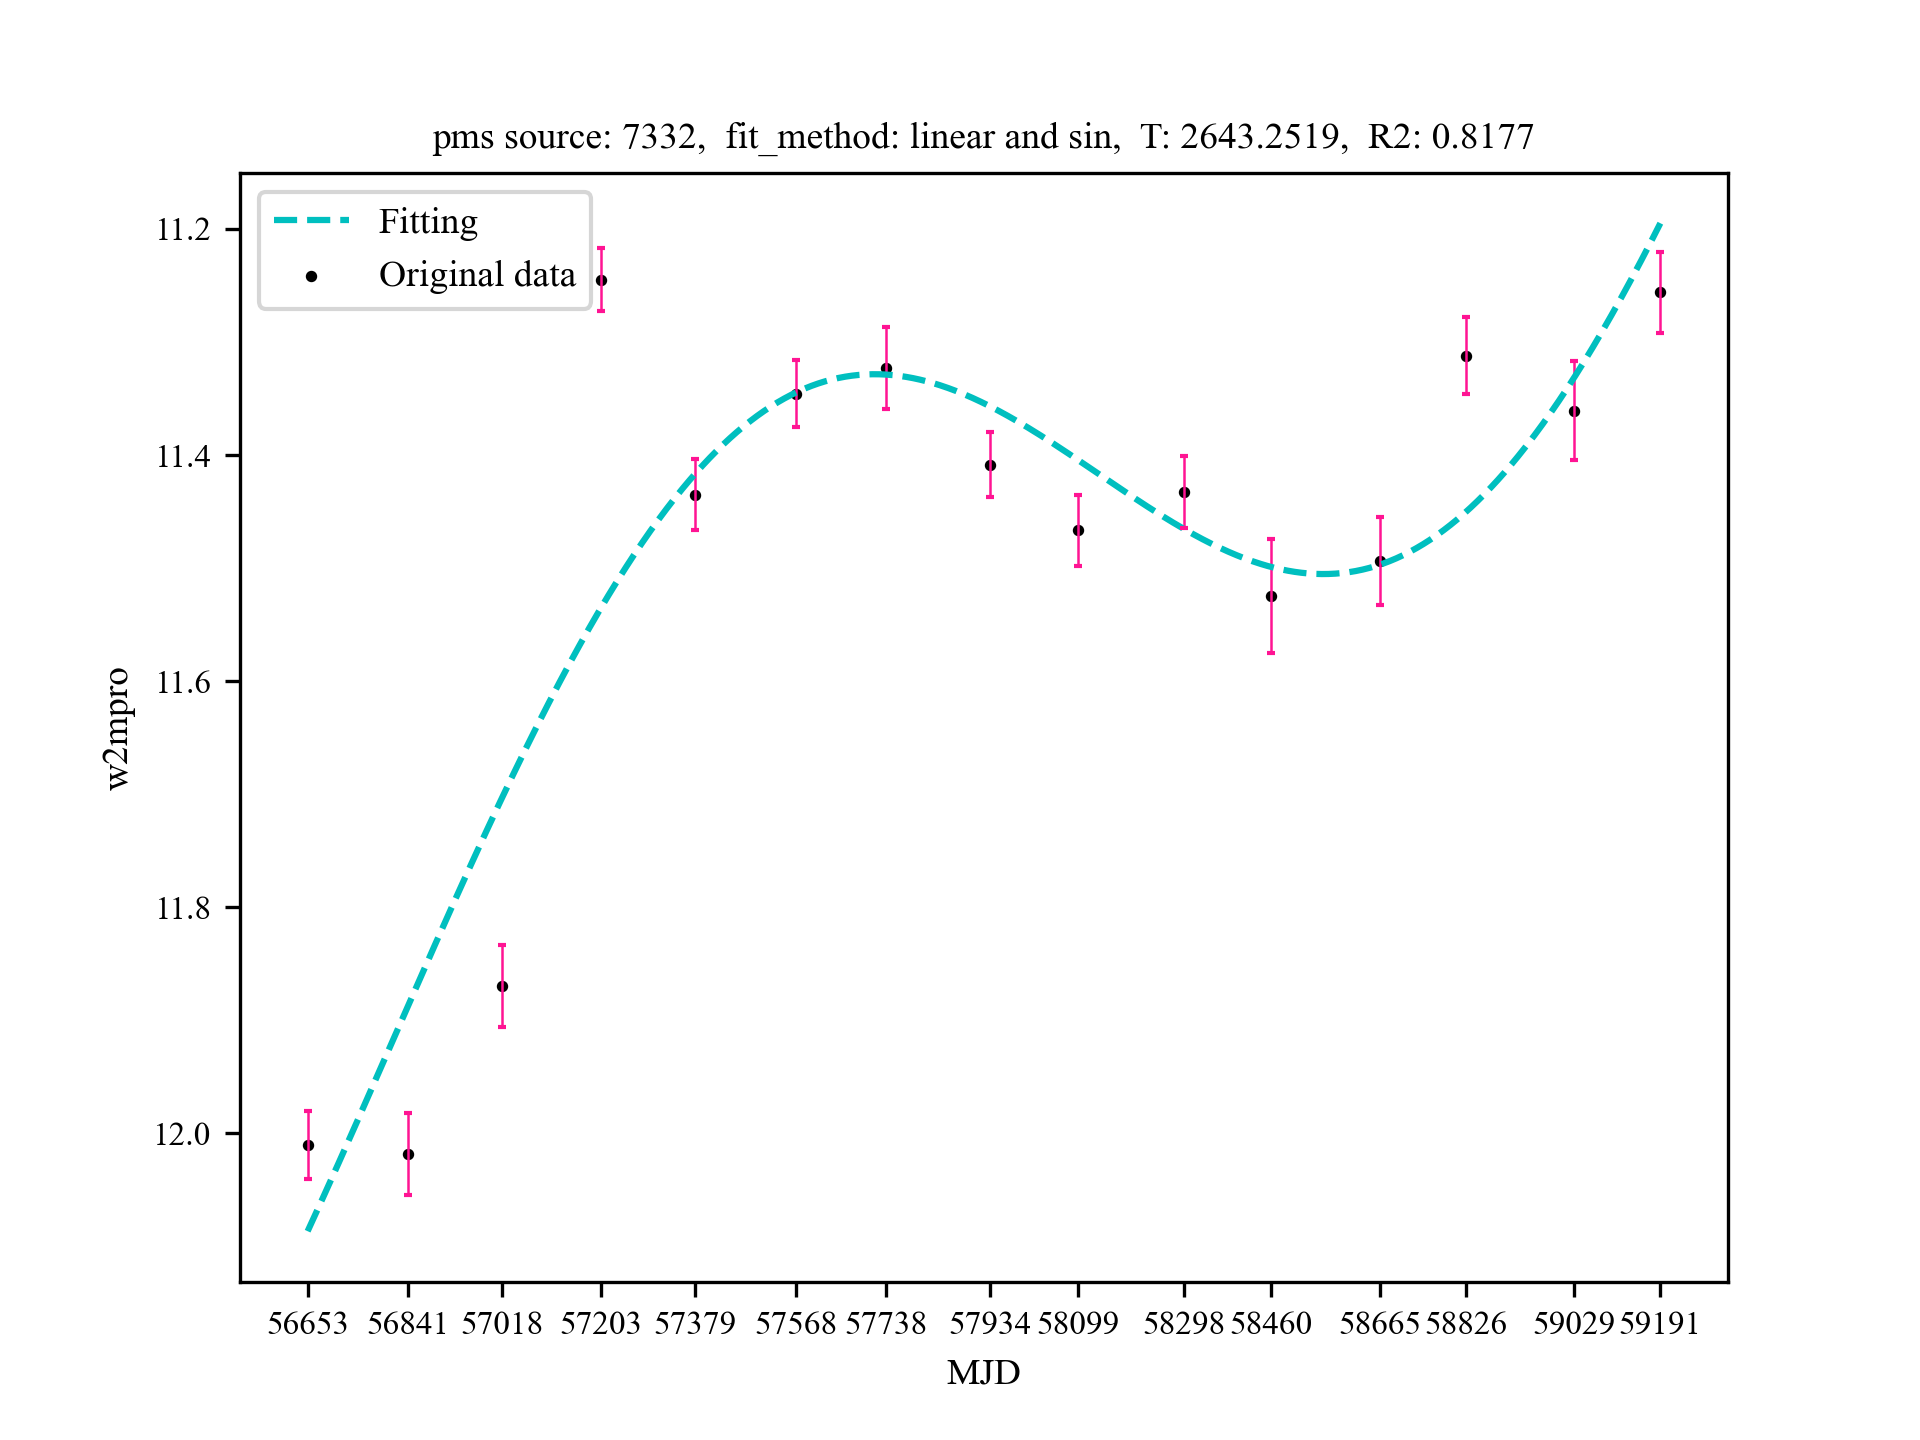 pms source: 7332, fit_method: linear and sin, T: 2643.2519, R2: 0.8177
Fitting
Original data
11.2
11.4
11.6
11.8
12.0
w2mpro
56653 56841 57018 57203 57379 57568 57738 57934 58099 58298 58460 58665 58826 59029 59191
MJD